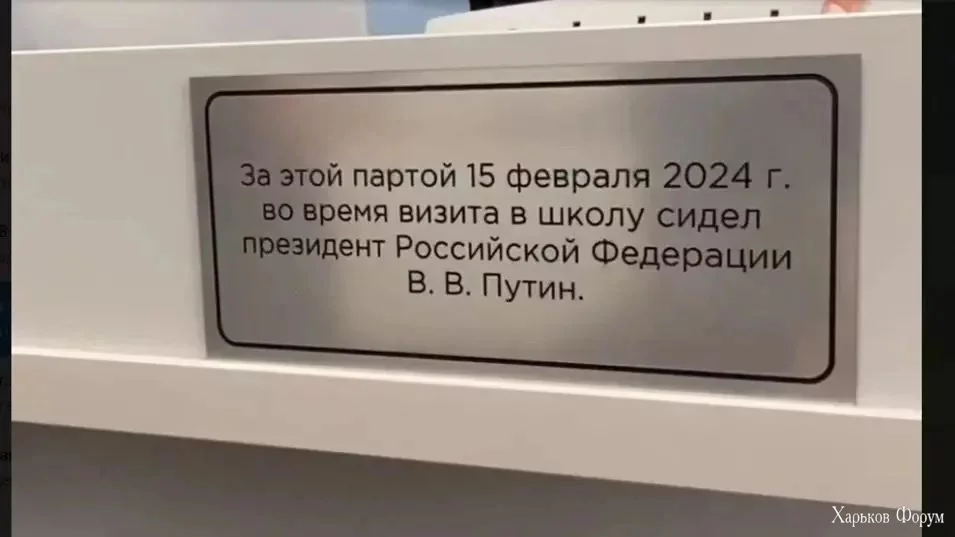 За этой партой 15 февраля 2024 г.
во время визита в школу сидел
президент Российской Федерации
В. В. Путин.
Харьков Форум